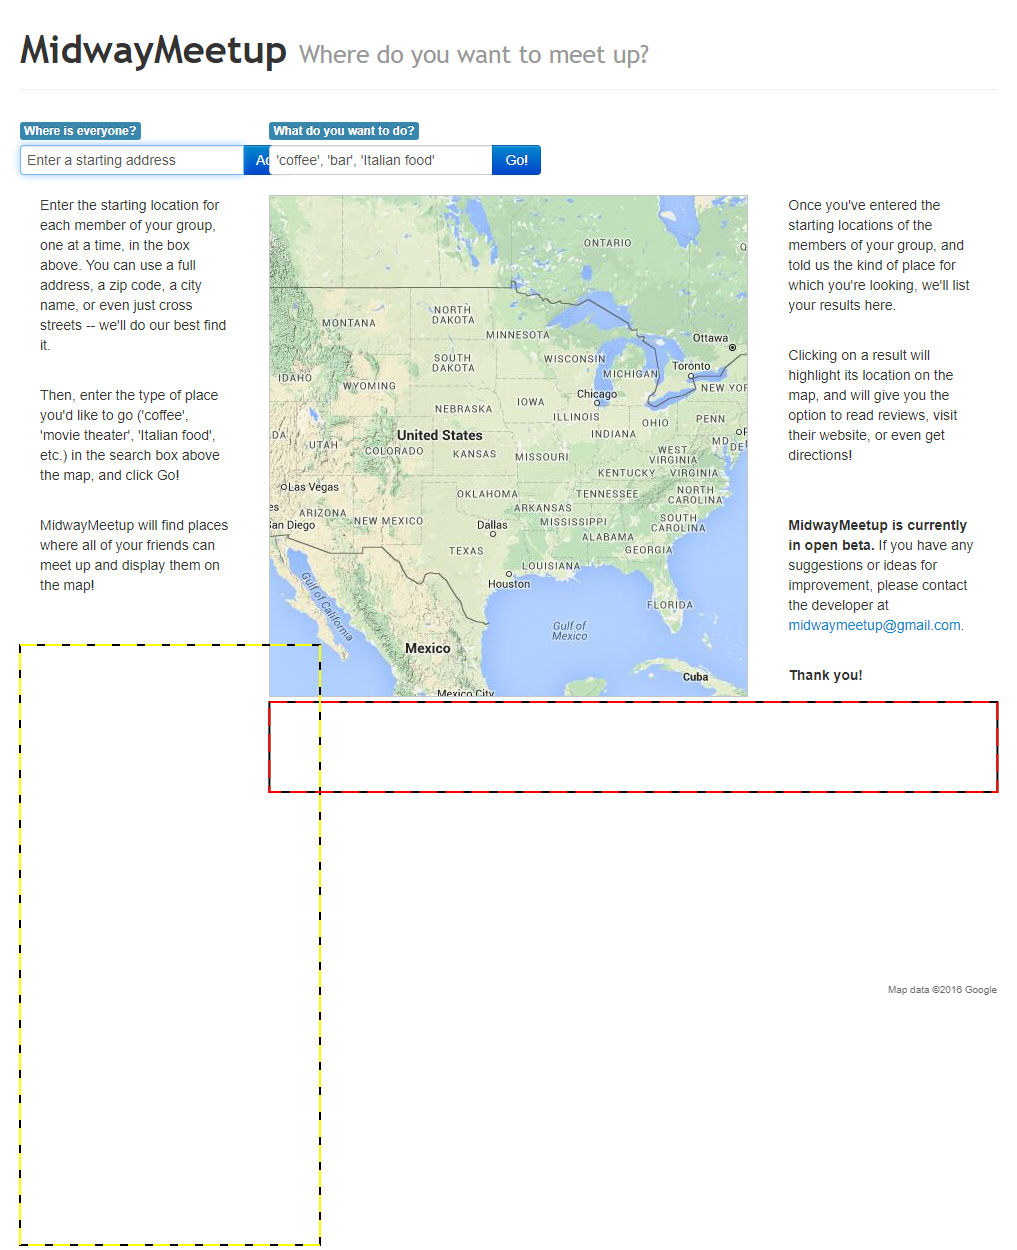 MidwayMeetup Where do you want to meet up?
Where is everyone?
What do you want to do?
Enter a starting address
'coffee', 'bar', 'Italian food'
Go!
Enter the starting location for
each member of your group,
one at a time, in the box
above. You can use a full
address, a zip code, a city
name, or even just cross
streets -- we'll do our best find
it.
Then, enter the type of place
you'd like to go ('coffee',
'movie theater', 'Italian food',
etc.) in the search box above
the map, and click Go!
MidwayMeetup will find places
where all of your friends can
meet up and display them on
the map!
ONTARIO
MONTANA
NORTH
DAKOTA
MINNESOTA
Ottawa
SOUTH
DAKOTA
WISCONSIN
MICHIGAN
Toronto
IDAHO
WYOMING
NEW YOR
Chicago
IOWA
NEBRASKA
ILLINOIS
OHIO
PENN
United States
INDIANA
MD
DE
UTAH
COLORADO
KANSAS
MISSOURI
WEST
VIRGINIA
KENTUCKY
VIRGINIA
Las Vegas
OKLAHOMA
TENNESSEE
NORTH
CAROLINA
ARKANSAS
ARIZONA
NEW MEXICO
MISSISSIPPI
SOUTH
CAROLINA
San Diego
Dallas
ALABAMA
TEXAS
GEORGIA
LOUISIANA
Houston
FLORIDA
Gulf of California
Gulf of
Mexico
Mexico
Cuba
Mexico City
Once you've entered the
starting locations of the
members of your group, and
told us the kind of place for
which you're looking, we'll list
your results here.
Clicking on a result will
highlight its location on the
map, and will give you the
option to read reviews, visit
their website, or even get
directions!
MidwayMeetup is currently
in open beta. If you have any
suggestions or ideas for
improvement, please contact
the developer at
midwaymeetup@gmail.com.
Thank you!
Map data ©2016 Google